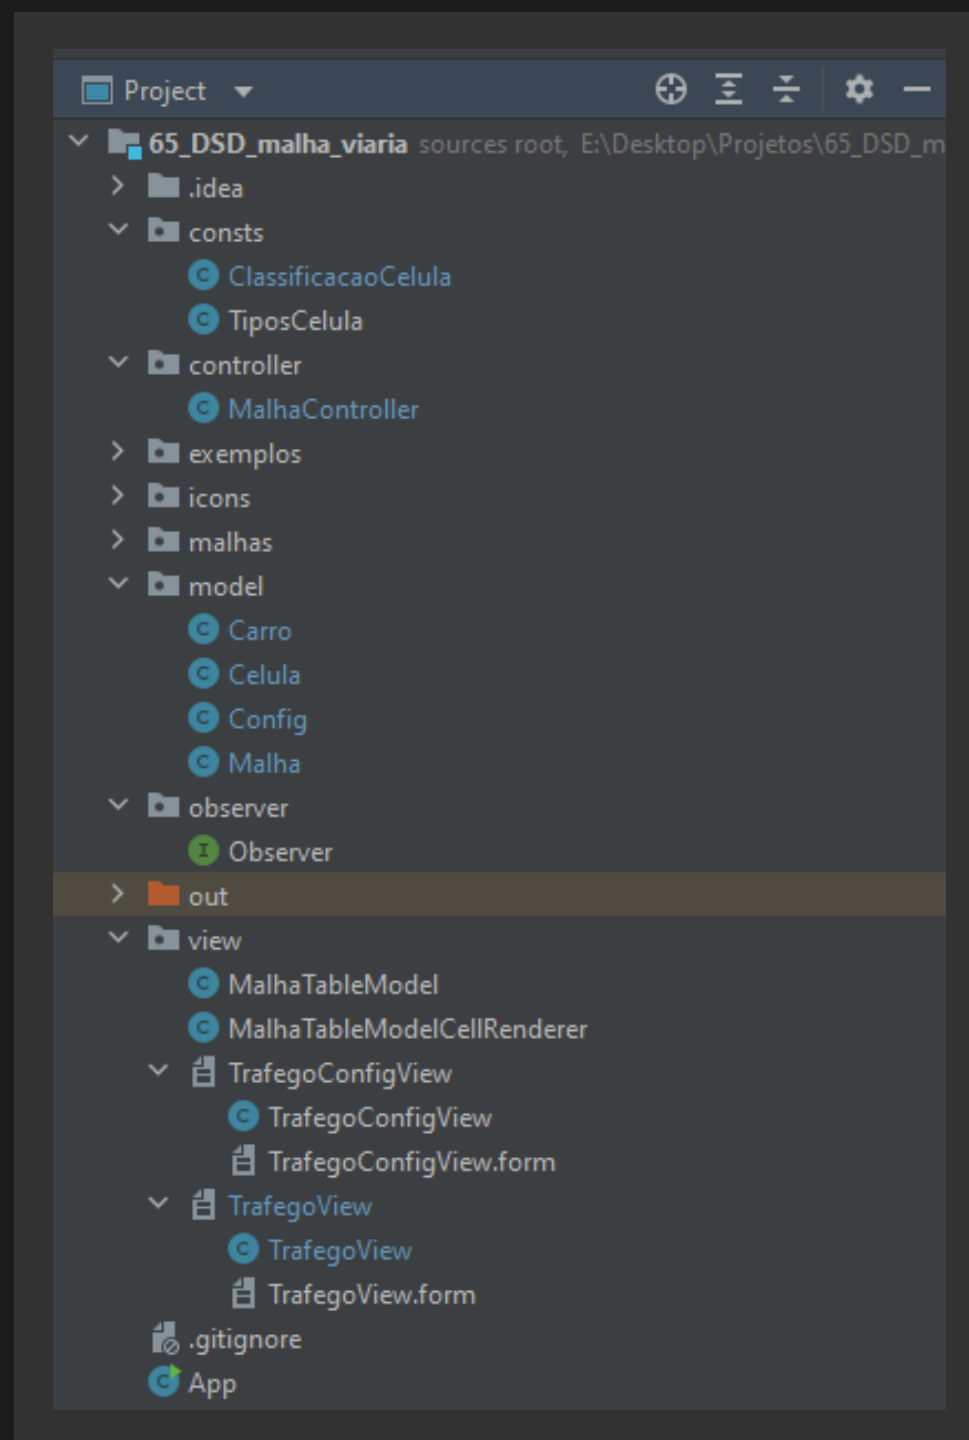 Project
65_DSD_malha_viaria sources root, E:\Desktop\Projetos\65_DSD_m
.idea
consts
ClassificacaoCelula
TiposCelula
controller
MalhaController
exemplos
icons
malhas
model
Carro
Celula
Config
Malha
observer
Observer
out
view
MalhaTableModel
MalhaTableModelCellRenderer
TrafegoConfigView
TrafegoConfigView
TrafegoConfigView.form
TrafegoView
TrafegoView
TrafegoView.form
.gitignore
App